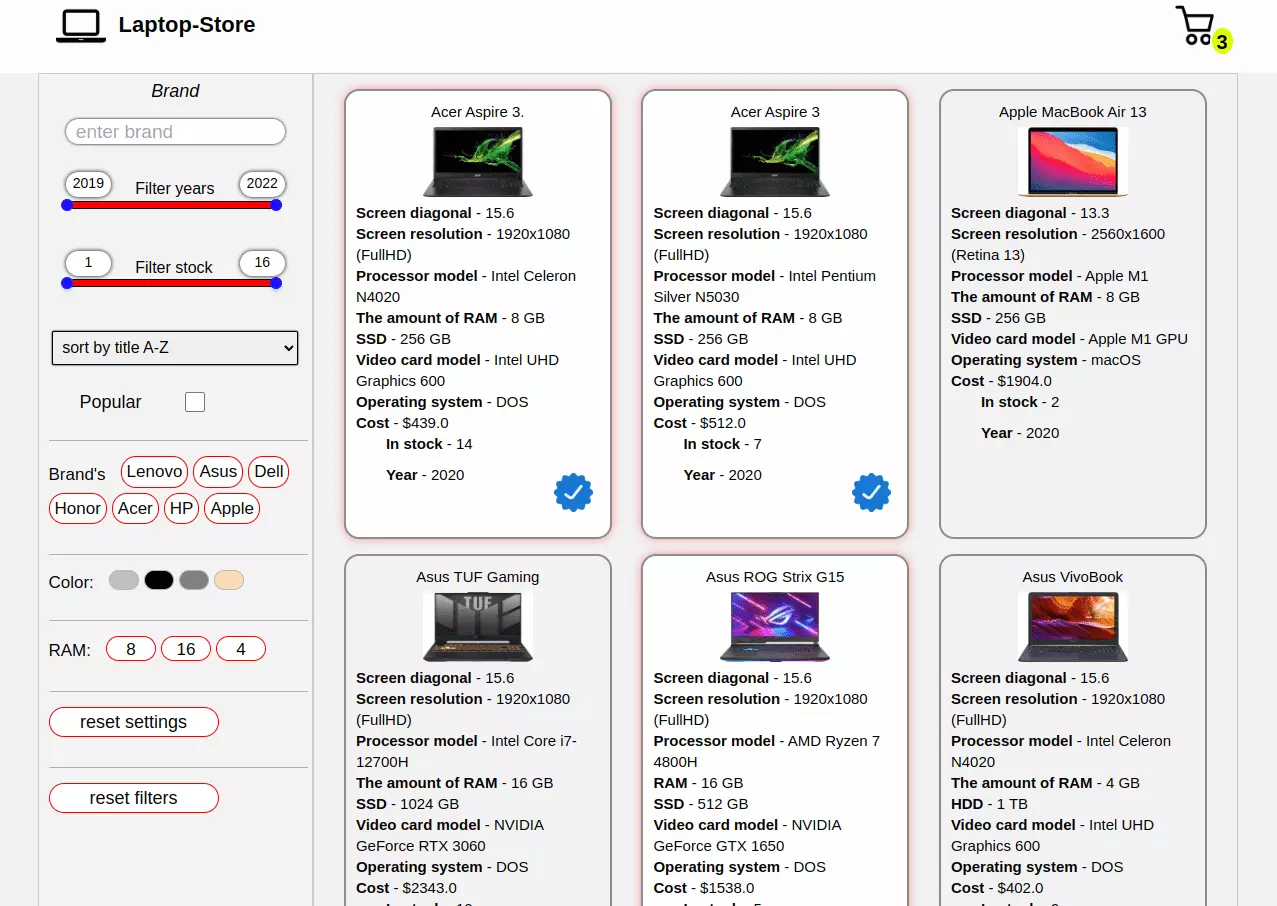 Laptop-Store
3
Brand
enter brand
2019 Filter years 2022
1 Filter stock 16
sort by title A-Z
Popular
Brand's Lenovo Asus Dell
Honor Acer HP Apple
Color:
RAM: 8 16 4
reset settings
reset filters
Acer Aspire 3.
Screen diagonal - 15.6
Screen resolution - 1920x1080
(FullHD)
Processor model - Intel Celeron
N4020
The amount of RAM - 8 GB
SSD - 256 GB
Video card model - Intel UHD
Graphics 600
Operating system - DOS
Cost - $439.0
In stock - 14
Year - 2020
Acer Aspire 3
Screen diagonal - 15.6
Screen resolution - 1920x1080
(FullHD)
Processor model - Intel Pentium
Silver N5030
The amount of RAM - 8 GB
SSD - 256 GB
Video card model - Intel UHD
Graphics 600
Operating system - DOS
Cost - $512.0
In stock - 7
Year - 2020
Apple MacBook Air 13
Screen diagonal - 13.3
Screen resolution - 2560x1600
(Retina 13)
Processor model - Apple M1
The amount of RAM - 8 GB
SSD - 256 GB
Video card model - Apple M1 GPU
Operating system - macOS
Cost - $1904.0
In stock - 2
Year - 2020
Asus TUF Gaming
TUF
Screen diagonal - 15.6
Screen resolution - 1920x1080
(FullHD)
Processor model - Intel Core i7-
12700H
The amount of RAM - 16 GB
SSD - 1024 GB
Video card model - NVIDIA
GeForce RTX 3060
Operating system - DOS
Cost - $2343.0
Asus ROG Strix G15
Screen diagonal - 15.6
Screen resolution - 1920x1080
(FullHD)
Processor model - AMD Ryzen 7
4800H
RAM - 16 GB
SSD - 512 GB
Video card model - NVIDIA
GeForce GTX 1650
Operating system - DOS
Cost - $1538.0
Asus VivoBook
Screen diagonal - 15.6
Screen resolution - 1920x1080
(FullHD)
Processor model - Intel Celeron
N4020
The amount of RAM - 4 GB
HDD - 1 TB
Video card model - Intel UHD
Graphics 600
Operating system - DOS
Cost - $402.0